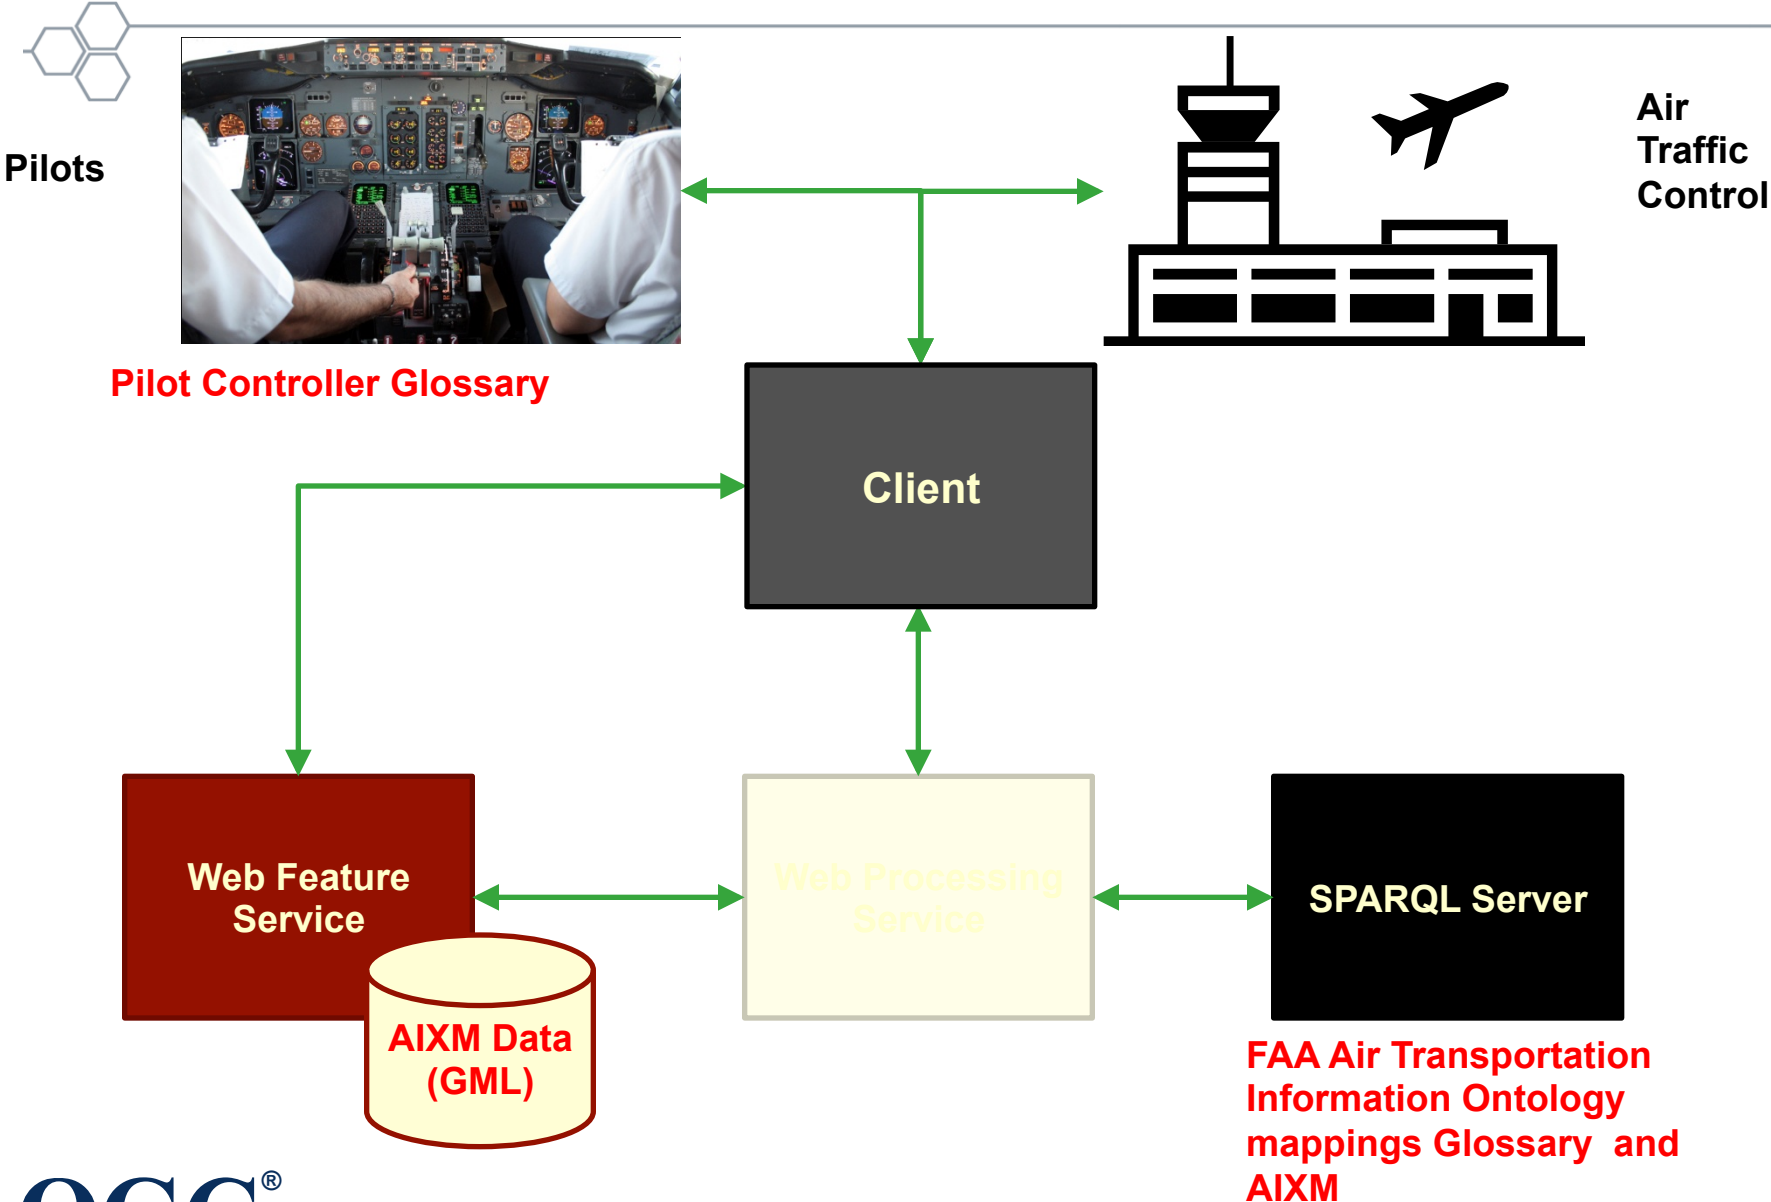 Pilots
Air
Traffic
Control
Pilot Controller Glossary
Client
Web Feature
Service
Web Processing
Service
SPARQL Server
AIXM Data
(GML)
FAA Air Transportation
Information Ontology
mappings Glossary and
AIXM
OGC®